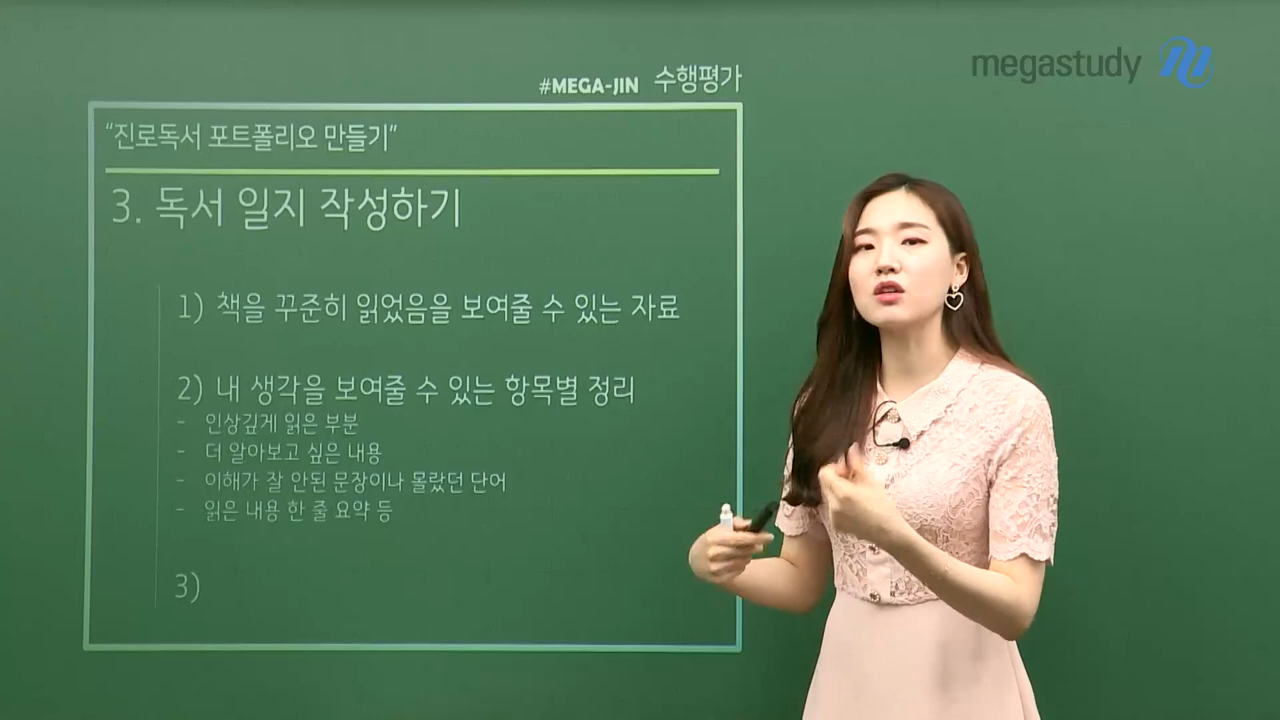 megastudy
#MEGA-JIN 수행평가
“진로독서 포트폴리오 만들기”
3. 독서 일지 작성하기
1) 책을 꾸준히 읽었음을 보여줄 수 있는 자료
2) 내 생각을 보여줄 수 있는 항목별 정리
- 인상깊게 읽은 부분
- 더 알아보고 싶은 내용
- 이해가 잘 안된 문장이나 몰랐던 단어
- 읽은 내용 한 줄 요약 등
3)